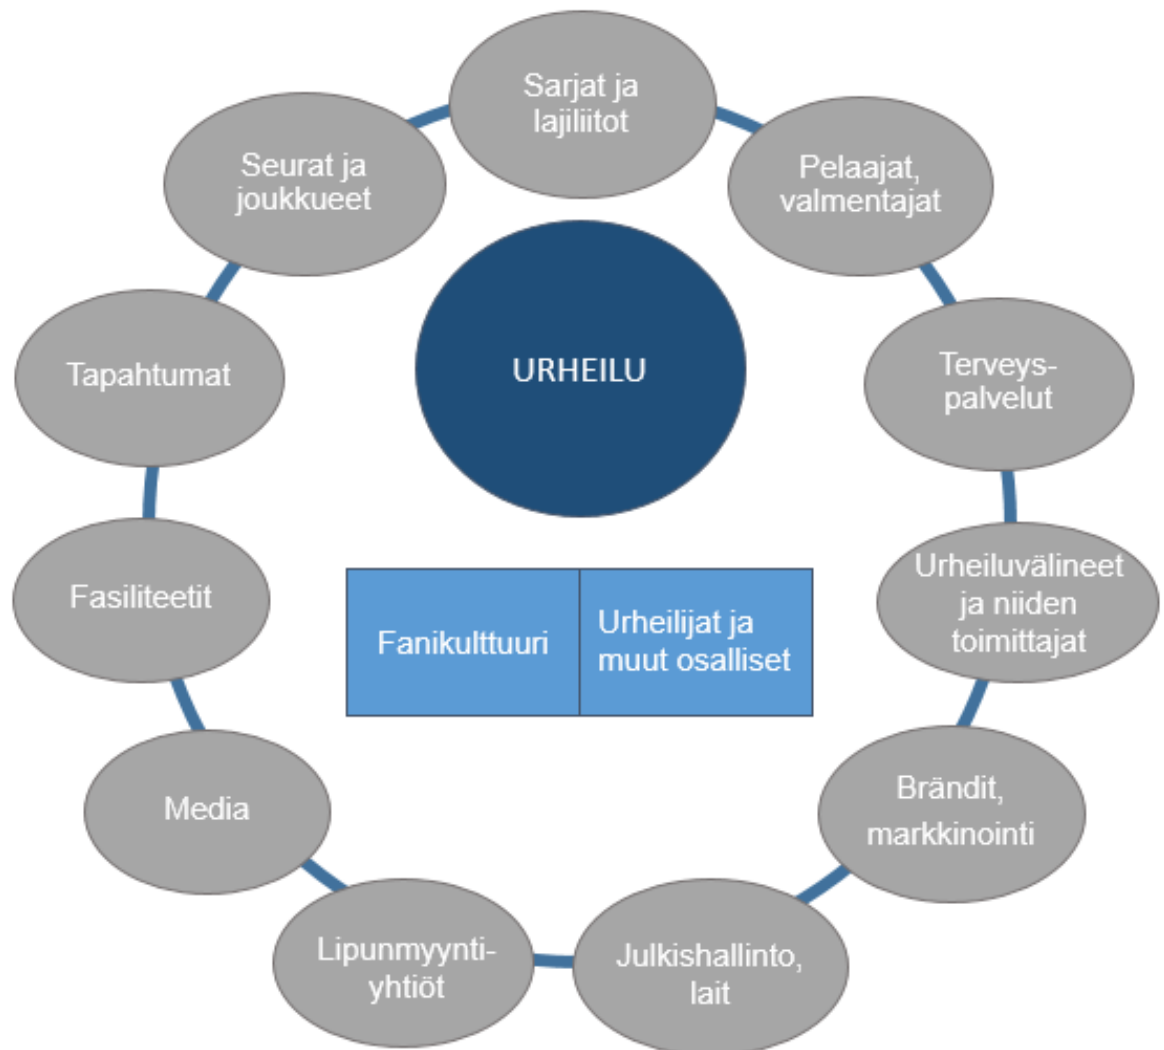 Sarjat ja
lajiliitot
Pelaajat,
valmentajat
Terveys-
palvelut
Urheiluvälineet
ja niiden
toimittajat
Brändit,
markkinointi
Julkishallinto,
lait
Lipunmyynti-
yhtiöt
Media
Fasiliteetit
Tapahtumat
Seurat ja
joukkueet
URHEILU
Fanikulttuuri
Urheilijat ja
muut osalliset